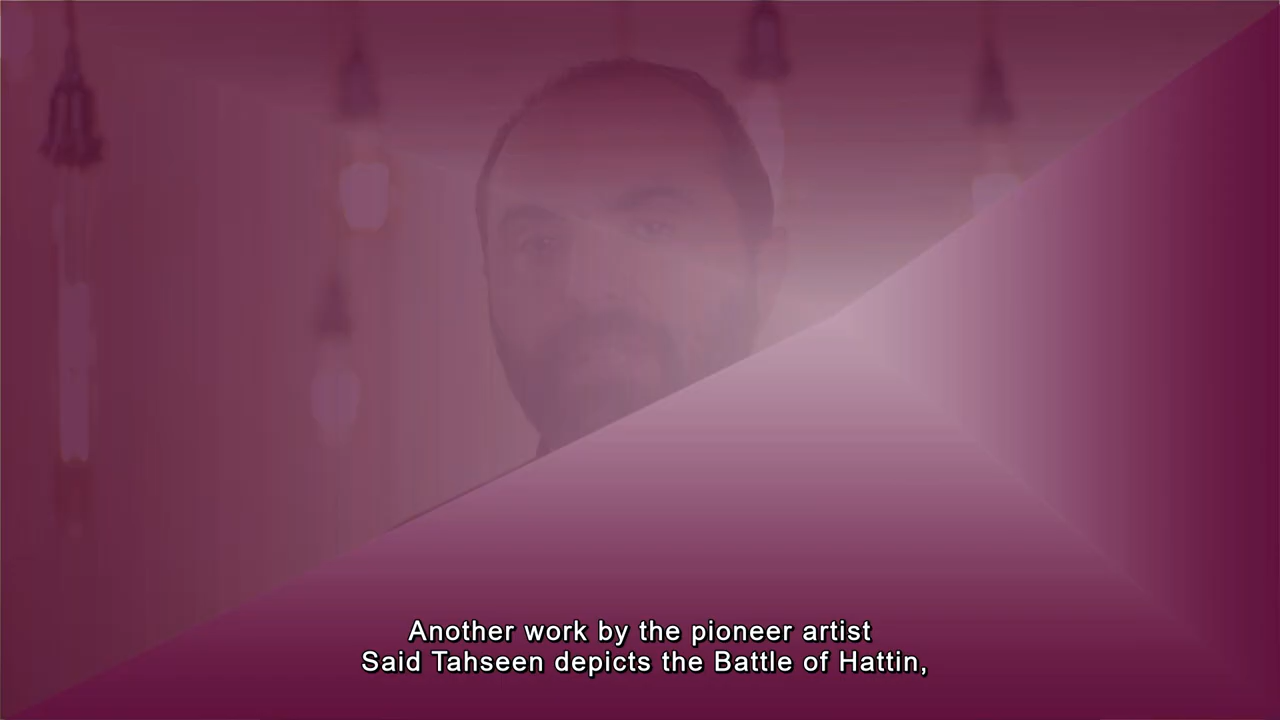 Another work by the pioneer artist
Said Tahseen depicts the Battle of Hattin,